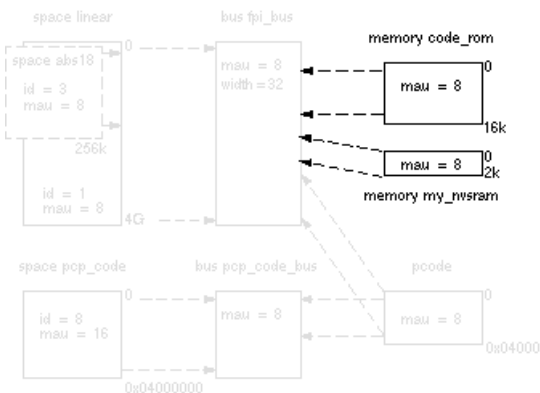 space linear
bus fpi_bus
memory code_rom
0
space abs18
id = 3
mau = 8
256k
id = 1
mau = 8
4G
mau = 8
width = 32
0
mau = 8
16k
0
mau = 8
2k
memory my_nvsram
space pcp_code
bus pcp_code_bus
pcode
0
id = 8
mau = 16
0x04000000
mau = 8
0
mau = 8
0x04000